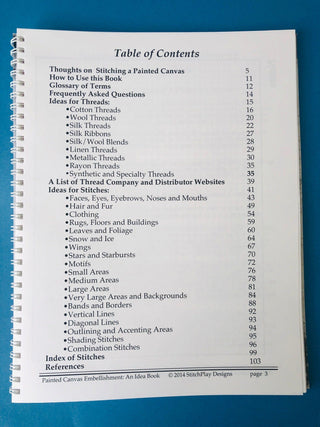 Table of Contents
Thoughts on Stitching a Painted Canvas 5
How to Use this Book 11
Glossary of Terms 12
Frequently Asked Questions 14
Ideas for Threads: 15
•Cotton Threads 16
•Wool Threads 20
•Silk Threads 22
•Silk Ribbons 27
•Silk/Wool Blends 28
•Linen Threads 29
•Metallic Threads 30
•Rayon Threads 35
•Synthetic and Specialty Threads 35
A List of Thread Company and Distributor Websites 39
Ideas for Stitches: 41
•Faces, Eyes, Eyebrows, Noses and Mouths 43
•Hair and Fur 49
•Clothing 54
•Rugs, Floors and Buildings 59
•Leaves and Foliage 60
•Snow and Ice 64
•Wings 67
•Stars and Starbursts 70
•Motifs 72
•Small Areas 76
•Medium Areas 78
•Large Areas 81
•Very Large Areas and Backgrounds 84
•Bands and Borders 88
•Vertical Lines 92
•Diagonal Lines 93
•Outlining and Accenting Areas 94
•Shading Stitches 95
•Combination Stitches 96
Index of Stitches 99
References 103
Painted Canvas Embellishment: An Idea Book © 2014 StitchPlay Designs page 3